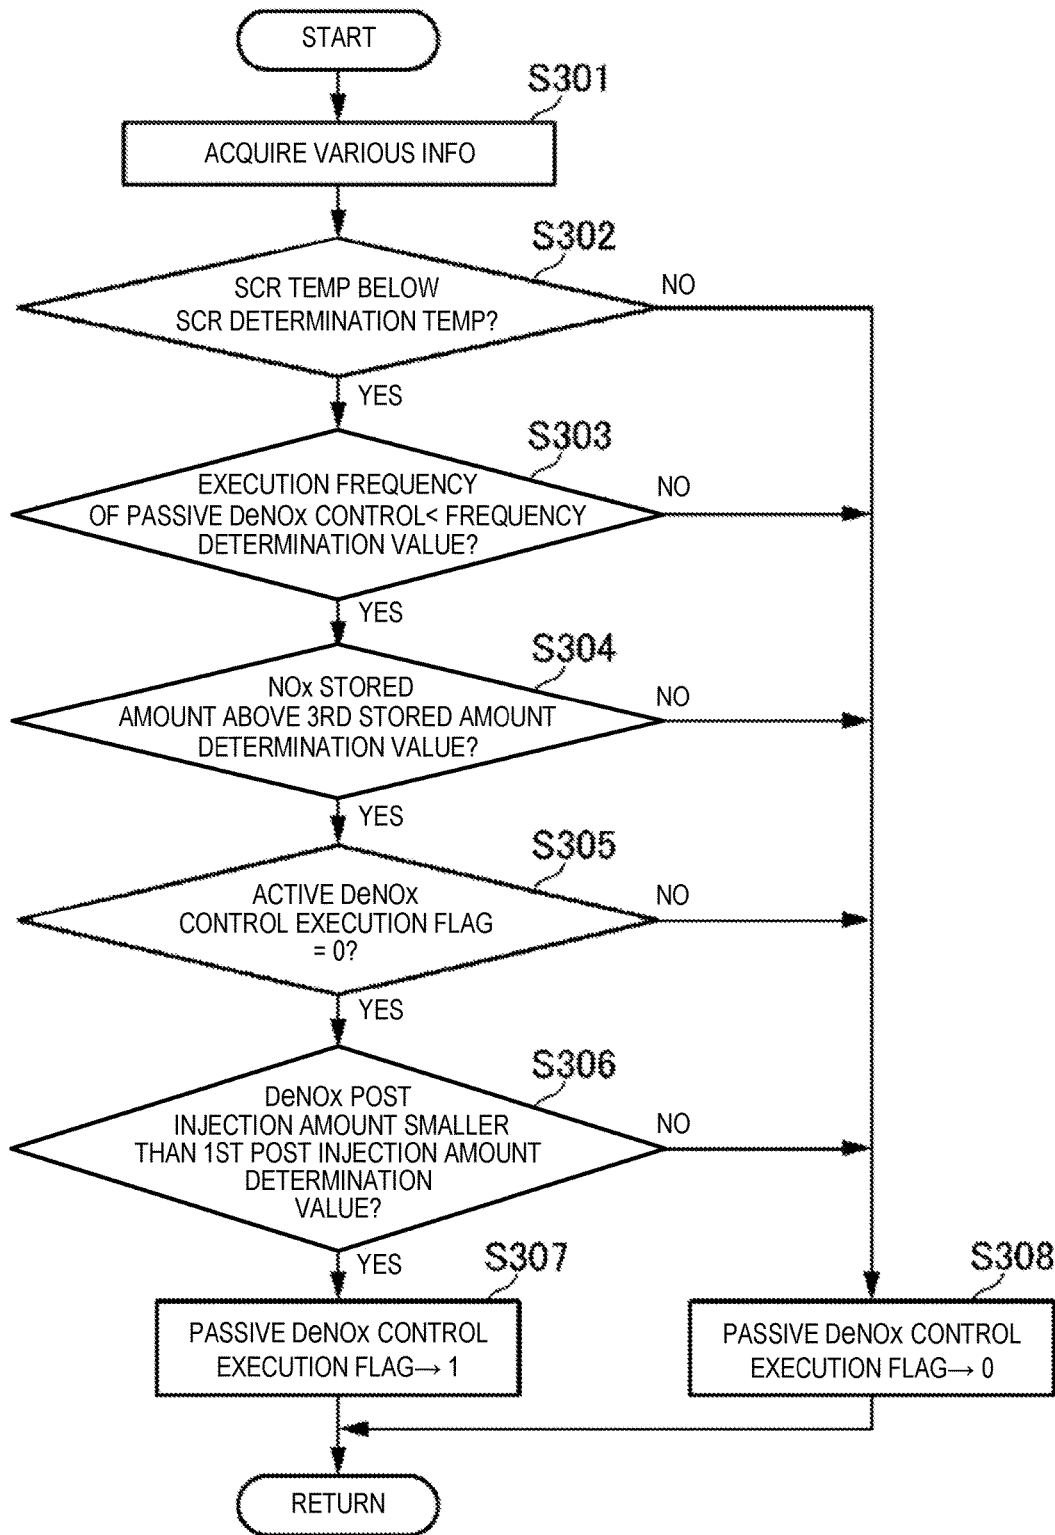 START
S301
ACQUIRE VARIOUS INFO
S302
SCR TEMP BELOW
SCR DETERMINATION TEMP?
NO
YES
S303
EXECUTION FREQUENCY
OF PASSIVE DeNOx CONTROL< FREQUENCY
DETERMINATION VALUE?
NO
YES
S304
NOx STORED
AMOUNT ABOVE 3RD STORED AMOUNT
DETERMINATION VALUE?
NO
YES
S305
ACTIVE DeNOx
CONTROL EXECUTION FLAG
= 0?
NO
YES
S306
DeNOx POST
INJECTION AMOUNT SMALLER
THAN 1ST POST INJECTION AMOUNT
DETERMINATION
VALUE?
NO
YES
S307
PASSIVE DeNOx CONTROL
EXECUTION FLAG→ 1
S308
PASSIVE DeNOx CONTROL
EXECUTION FLAG→ 0
RETURN